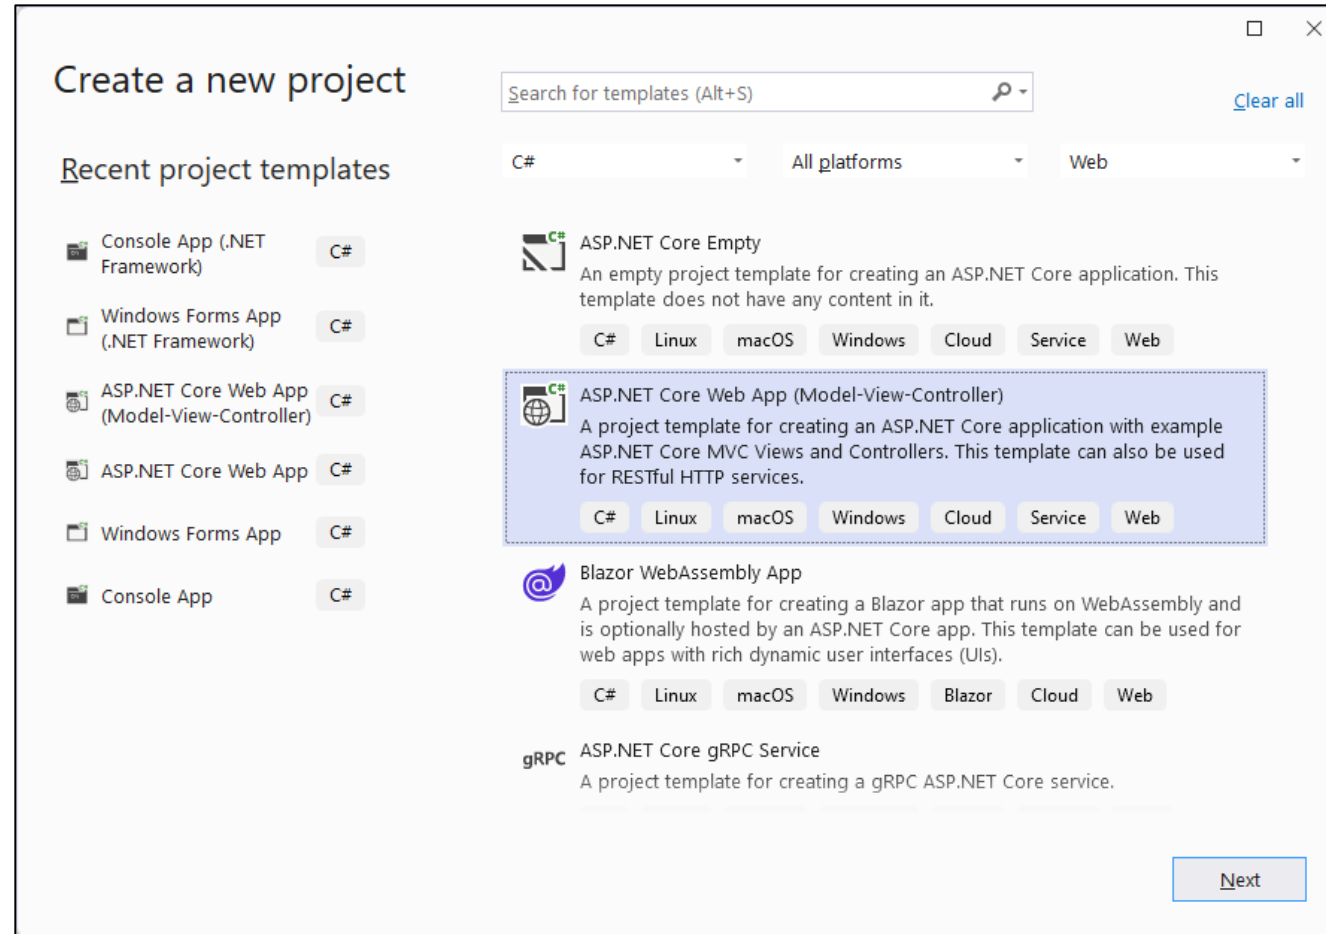 Create a new project
Search for templates (Alt+S)
Clear all
Recent project templates
C#
All platforms
Web
Console App (.NET
Framework)
C#
Windows Forms App
(.NET Framework)
C#
ASP.NET Core Web App
(Model-View-Controller)
C#
ASP.NET Core Web App
C#
Windows Forms App
C#
Console App
C#
C#
ASP.NET Core Empty
An empty project template for creating an ASP.NET Core application. This
template does not have any content in it.
C# Linux macOS Windows Cloud Service Web
C#
ASP.NET Core Web App (Model-View-Controller)
A project template for creating an ASP.NET Core application with example
ASP.NET Core MVC Views and Controllers. This template can also be used
for RESTful HTTP services.
C# Linux macOS Windows Cloud Service Web
@
Blazor WebAssembly App
A project template for creating a Blazor app that runs on WebAssembly and
is optionally hosted by an ASP.NET Core app. This template can be used for
web apps with rich dynamic user interfaces (UIs).
C# Linux macOS Windows Blazor Cloud Web
gRPC
ASP.NET Core gRPC Service
A project template for creating a gRPC ASP.NET Core service.
Next